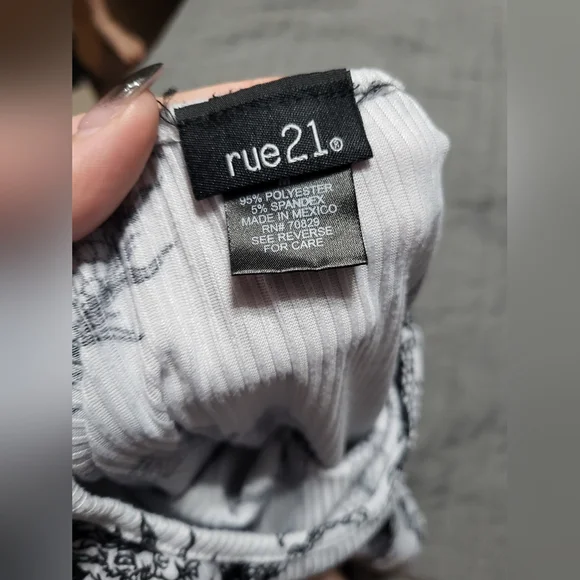 rue21®
95% POLYESTER
5% SPANDEX
MADE IN MEXICO
RN# 70829
SEE REVERSE
FOR CARE